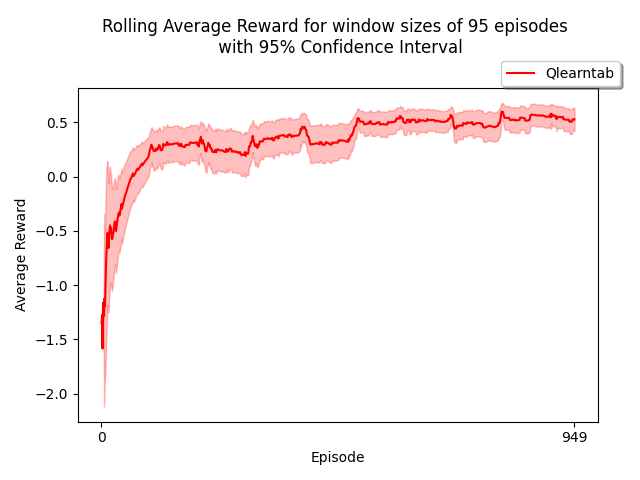 Rolling Average Reward for window sizes of 95 episodes
with 95% Confidence Interval
Qlearntab
0.5
0.0
−0.5
−1.0
−1.5
−2.0
Average Reward
0
949
Episode